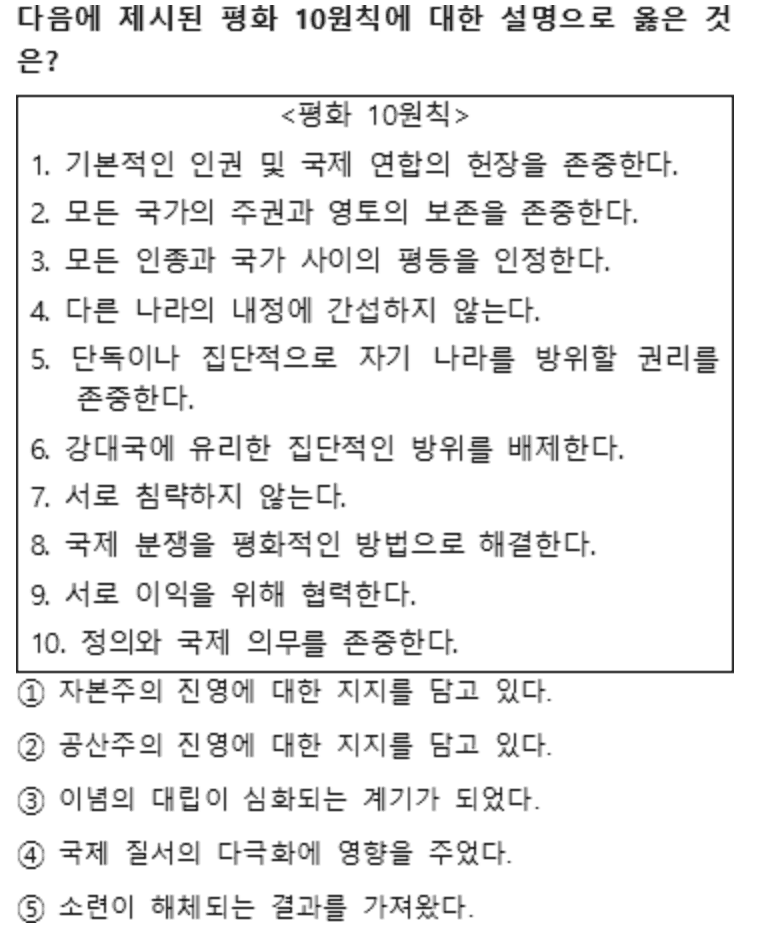 다음에 제시된 평화 10원칙에 대한 설명으로 옳은 것
은?
<평화 10원칙>
1. 기본적인 인권 및 국제 연합의 헌장을 존중한다.
2. 모든 국가의 주권과 영토의 보존을 존중한다.
3. 모든 인종과 국가 사이의 평등을 인정한다.
4. 다른 나라의 내정에 간섭하지 않는다.
5. 단독이나 집단적으로 자기 나라를 방위할 권리를
존중한다.
6. 강대국에 유리한 집단적인 방위를 배제한다.
7. 서로 침략하지 않는다.
8. 국제 분쟁을 평화적인 방법으로 해결한다.
9. 서로 이익을 위해 협력한다.
10. 정의와 국제 의무를 존중한다.
① 자본주의 진영에 대한 지지를 담고 있다.
② 공산주의 진영에 대한 지지를 담고 있다.
③ 이념의 대립이 심화되는 계기가 되었다.
④ 국제 질서의 다극화에 영향을 주었다.
⑤ 소련이 해체되는 결과를 가져왔다.